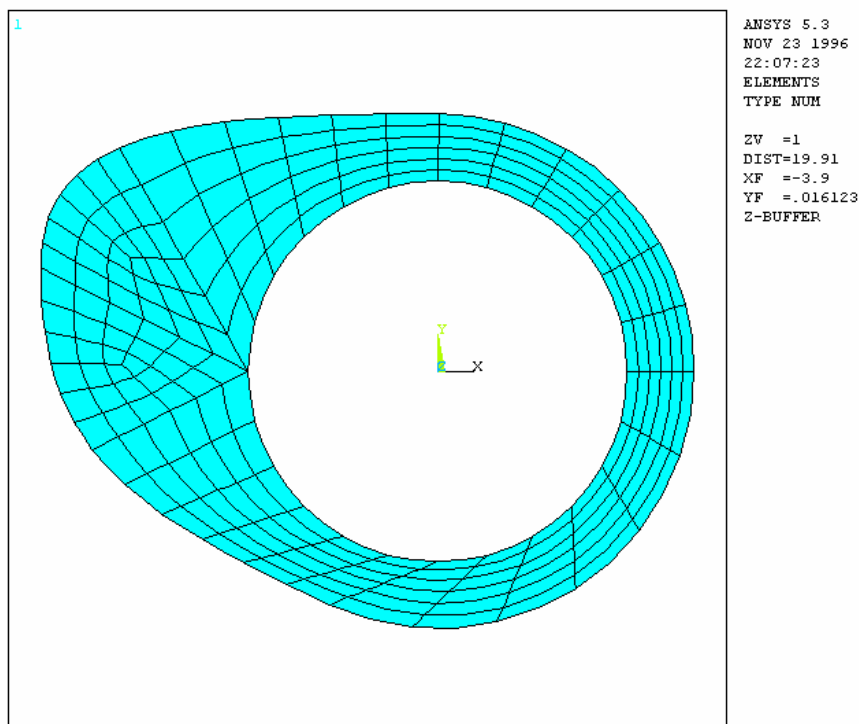 1
ANSYS 5.3
NOV 23 1996
22:07:23
ELEMENTS
TYPE NUM
ZV =1
DIST=19.91
XF =-3.9
YF =.016123
Z-BUFFER
Y
Z
X